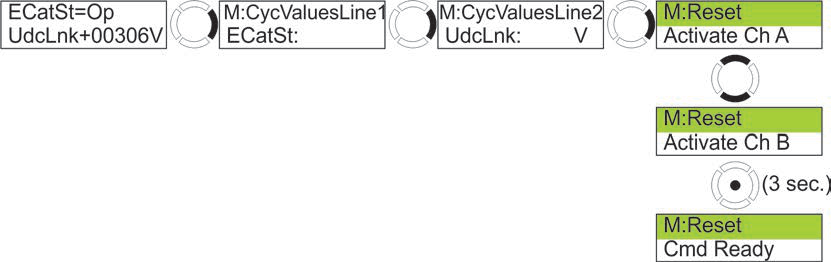 ECatSt=Op
UdcLnk+00306V
M:CycValuesLine1
ECatSt:
M:CycValuesLine2
UdcLnk: V
M:Reset
Activate Ch A
M:Reset
Activate Ch B
(3 sec.)
M:Reset
Cmd Ready